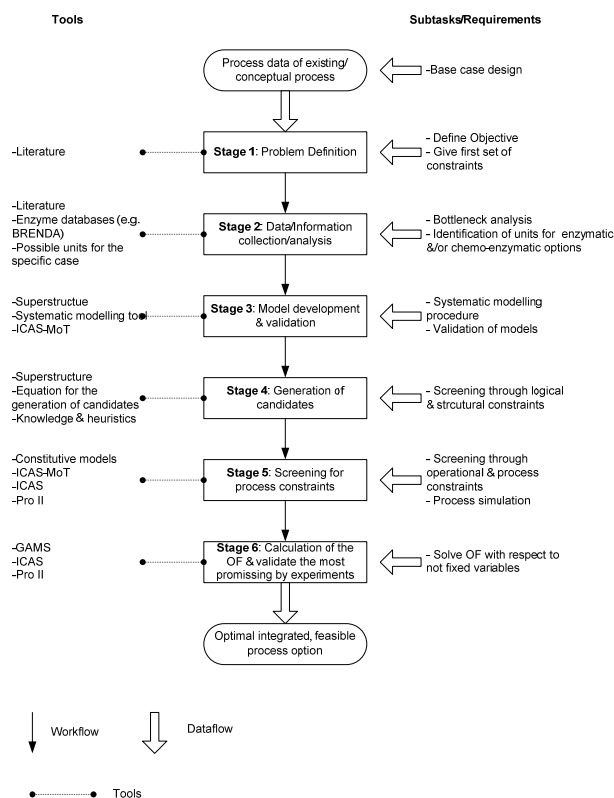 Tools
Subtasks/Requirements
Process data of existing/
conceptual process
-Base case design
-Literature
Stage 1: Problem Definition
- Define Objective
- Give first set of
constraints
-Literature
-Enzyme databases (e.g.
BRENDA)
-Possible units for the
specific case
Stage 2: Data/Information
collection/analysis
- Bottleneck analysis
- Identification of units for enzymatic
&/or chemo-enzymatic options
-Superstructue
-Systematic modelling tool
-ICAS-MoT
Stage 3: Model development
& validation
- Systematic modelling
procedure
- Validation of models
-Superstructure
-Equation for the
generation of candidates
-Knowledge & heuristics
Stage 4: Generation of
candidates
- Screening through logical
& strcutural constraints
-Constitutive models
-ICAS-MoT
-ICAS
-Pro II
Stage 5: Screening for
process constraints
- Screening through
operational & process
constraints
- Process simulation
-GAMS
-ICAS
-Pro II
Stage 6: Calculation of the
OF & validate the most
promissing by experiments
- Solve OF with respect to
not fixed variables
Optimal integrated, feasible
process option
Workflow
Dataflow
Tools